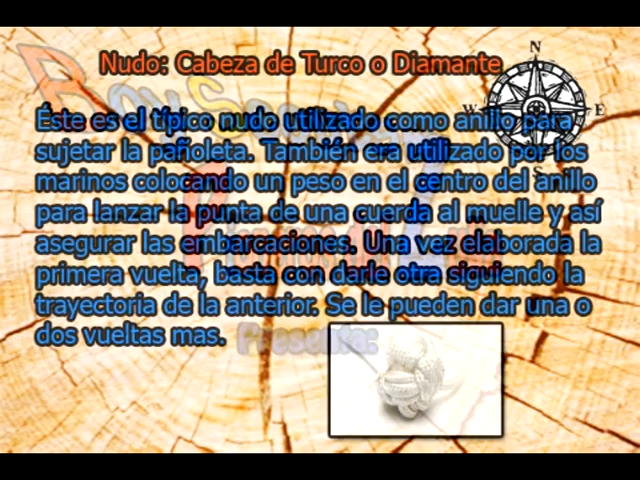 Nudo: Cabeza de Turco o Diamante
N
W
E
S
Éste es el típico nudo utilizado como anillo para
sujetar la pañoleta. También era utilizado por los
marinos colocando un peso en el centro del anillo
para lanzar la punta de una cuerda al muelle y así
asegurar las embarcaciones. Una vez elaborada la
primera vuelta, basta con darle otra siguiendo la
trayectoria de la anterior. Se le pueden dar una o
dos vueltas mas.
Presenta: